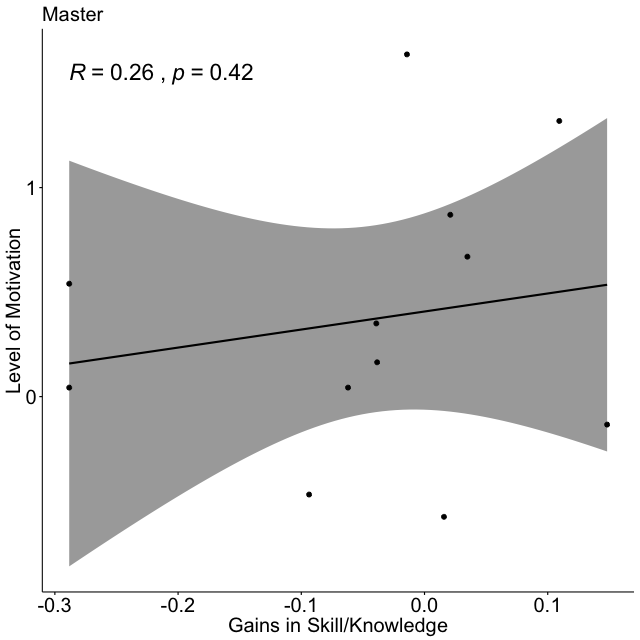 Master
R = 0.26 , p = 0.42
Level of Motivation
1
0
-0.3 -0.2 -0.1 0.0 0.1
Gains in Skill/Knowledge